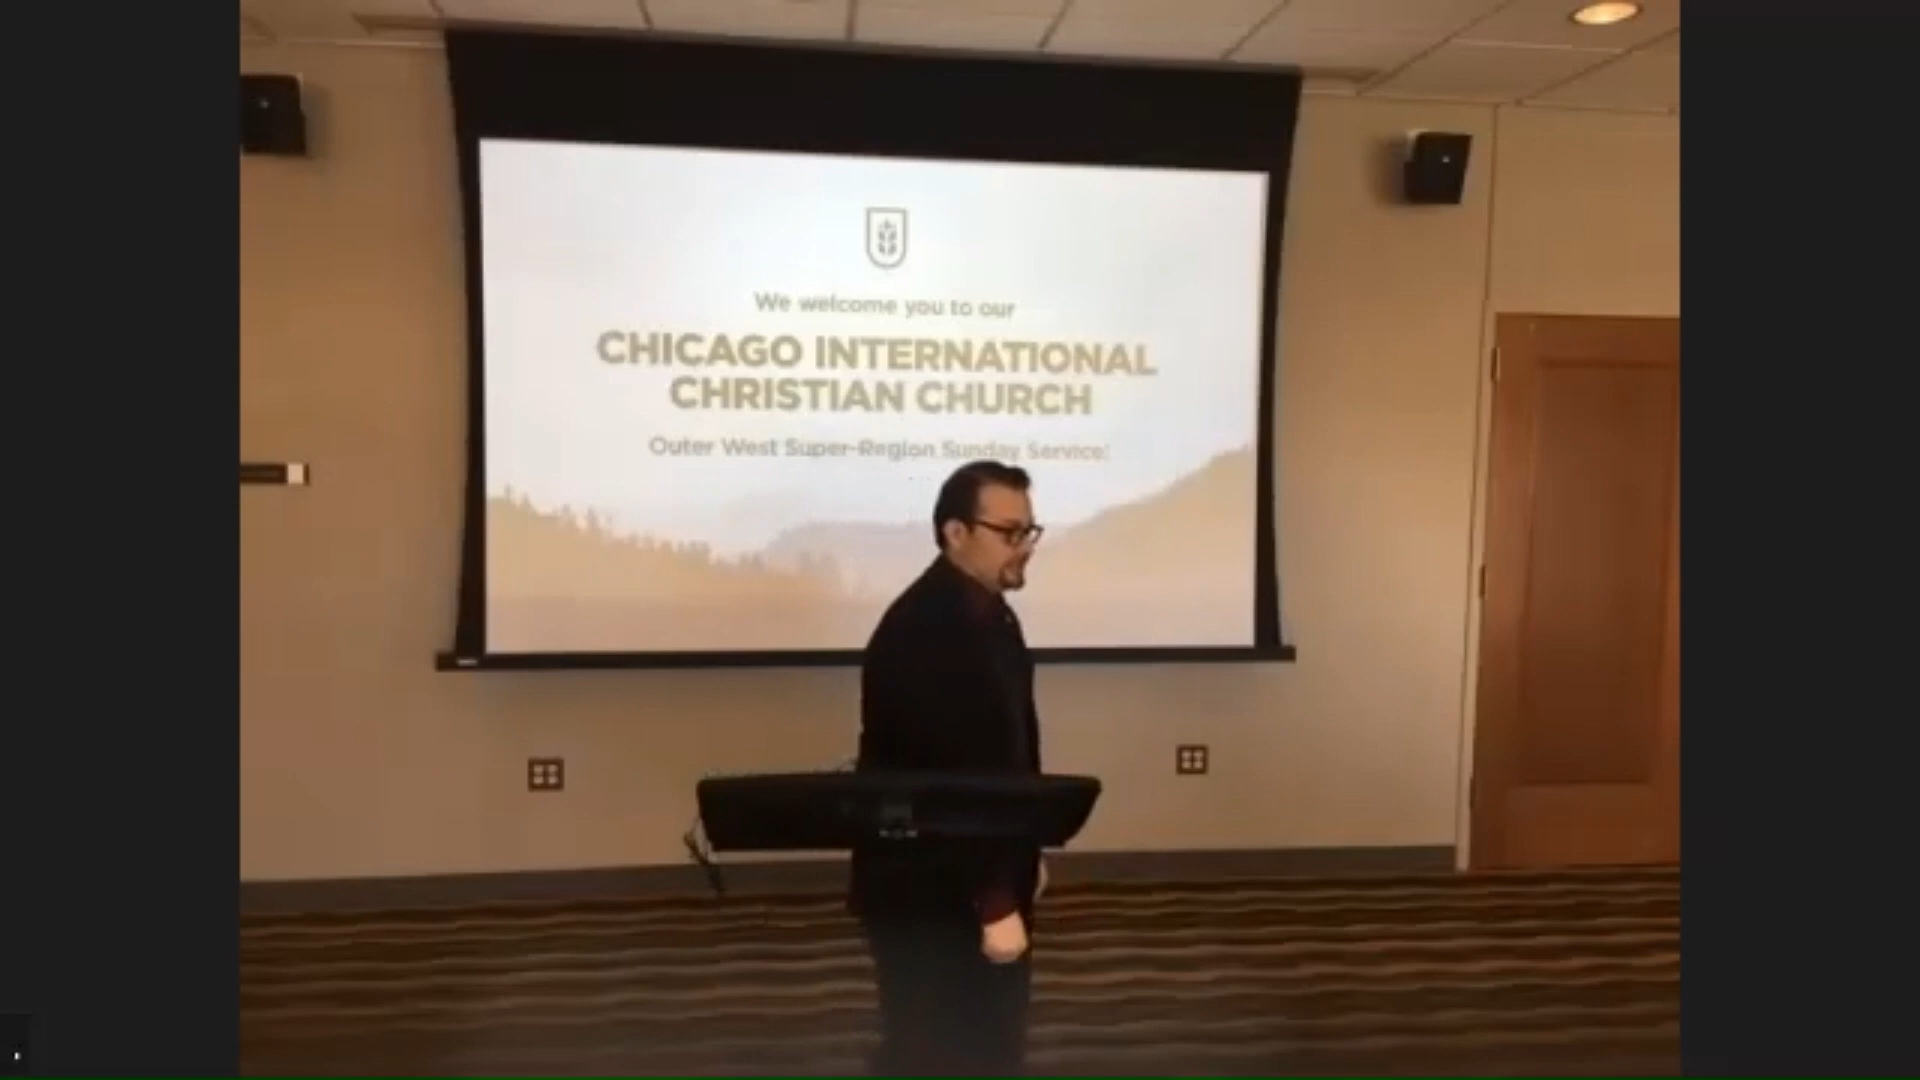 We welcome you to our
CHICAGO INTERNATIONAL
CHRISTIAN CHURCH
Outer West Super-Region Sunday Service!